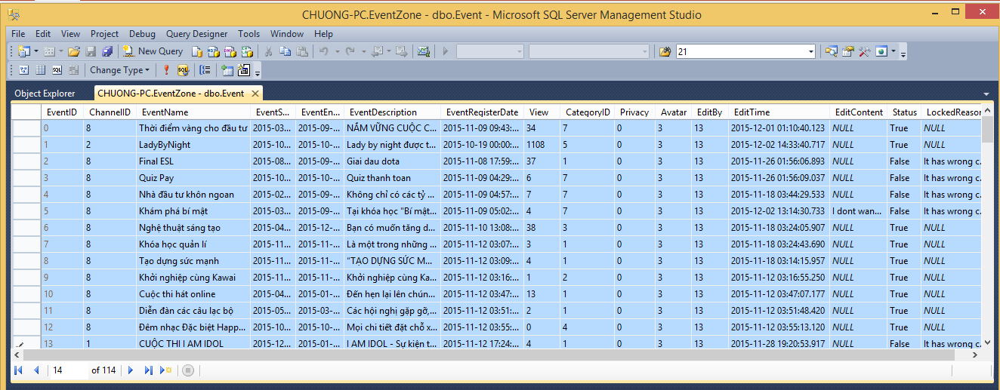 CHUONG-PC.EventZone - dbo.Event - Microsoft SQL Server Management Studio
File Edit View Project Debug Query Designer Tools Window Help
New Query 21
Change Type
Object Explorer CHUONG-PC.EventZone - dbo.Event
EventID ChannelID EventName EventS... EventEn... EventDescription EventRegisterDate View CategoryID Privacy Avatar EditBy EditTime EditContent Status LockedReason
0 8 Thời điểm vàng cho đầu tư 2015-03... 2015-09-... NẮM VỮNG CUỘC C... 2015-11-09 09:43:... 34 7 0 3 13 2015-12-01 01:10:40.123 NULL True NULL
1 2 LadyByNight 2015-10... 2015-10-... Lady by night được t... 2015-10-19 00:00:... 1108 5 0 3 13 2015-12-02 14:33:40.717 NULL True NULL
2 8 Final ESL 2015-08... 2015-09-... Giai dau dota 2015-11-08 17:59:... 37 1 0 3 13 2015-11-26 01:56:06.893 NULL False It has wrong c...
3 8 Quiz Pay 2015-10... 2015-10-... Quiz thanh toan 2015-11-09 04:29:... 6 7 0 3 13 2015-11-26 01:56:09.037 NULL False It has wrong c...
4 8 Nhà đầu tư khôn ngoan 2015-02... 2015-09-... Không chỉ có các tỷ ... 2015-11-09 04:57:... 7 7 0 3 13 2015-11-18 03:44:29.533 NULL True NULL
5 8 Khám phá bí mật 2015-03... 2015-09-... Tại khóa học "Bí mật... 2015-11-09 05:02:... 4 7 0 3 13 2015-12-02 13:14:30.733 I dont wan... False It has wrong c...
6 8 Nghệ thuật sáng tạo 2015-04... 2015-12-... Bạn có muốn tăng d... 2015-11-10 13:08:... 38 3 0 3 13 2015-11-18 03:24:05.907 NULL True NULL
7 8 Khóa học quản lí 2015-11... 2015-11-... Là một trong những ... 2015-11-12 03:07:... 3 1 0 3 13 2015-11-18 03:24:43.690 NULL True NULL
8 8 Tạo dựng sức mạnh 2015-11... 2015-11-... “TẠO DỰNG SỨC M... 2015-11-12 03:09:... 4 1 0 3 13 2015-11-18 03:14:15.957 NULL True NULL
9 8 Khởi nghiệp cùng Kawai 2015-11... 2015-11-... Khởi nghiệp cùng Ka... 2015-11-12 03:16:... 1 2 0 3 13 2015-11-12 03:16:55.250 NULL True NULL
10 8 Cuộc thi hát online 2015-04... 2015-01-... Đến hẹn lại lên chún... 2015-11-12 03:47:... 13 1 0 3 13 2015-11-12 03:47:07.177 NULL True NULL
11 8 Diễn đàn các câu lạc bộ 2015-05... 2015-03-... Các hội nghị gặp gỡ,... 2015-11-12 03:51:... 2 1 0 3 13 2015-11-12 03:51:48.420 NULL True NULL
12 8 Đêm nhạc Đặc biệt Happ... 2015-10... 2015-10-... Mọi chi tiết đặt chỗ x... 2015-11-12 03:55:... 0 4 0 3 13 2015-11-12 03:55:13.120 NULL True NULL
13 1 CUỘC THI I AM IDOL 2015-12... 2015-01-... I AM IDOL - Sự kiện t... 2015-11-12 17:24:... 4 1 0 3 13 2015-11-28 19:20:53.917 NULL False It has wrong c...
14 of 114